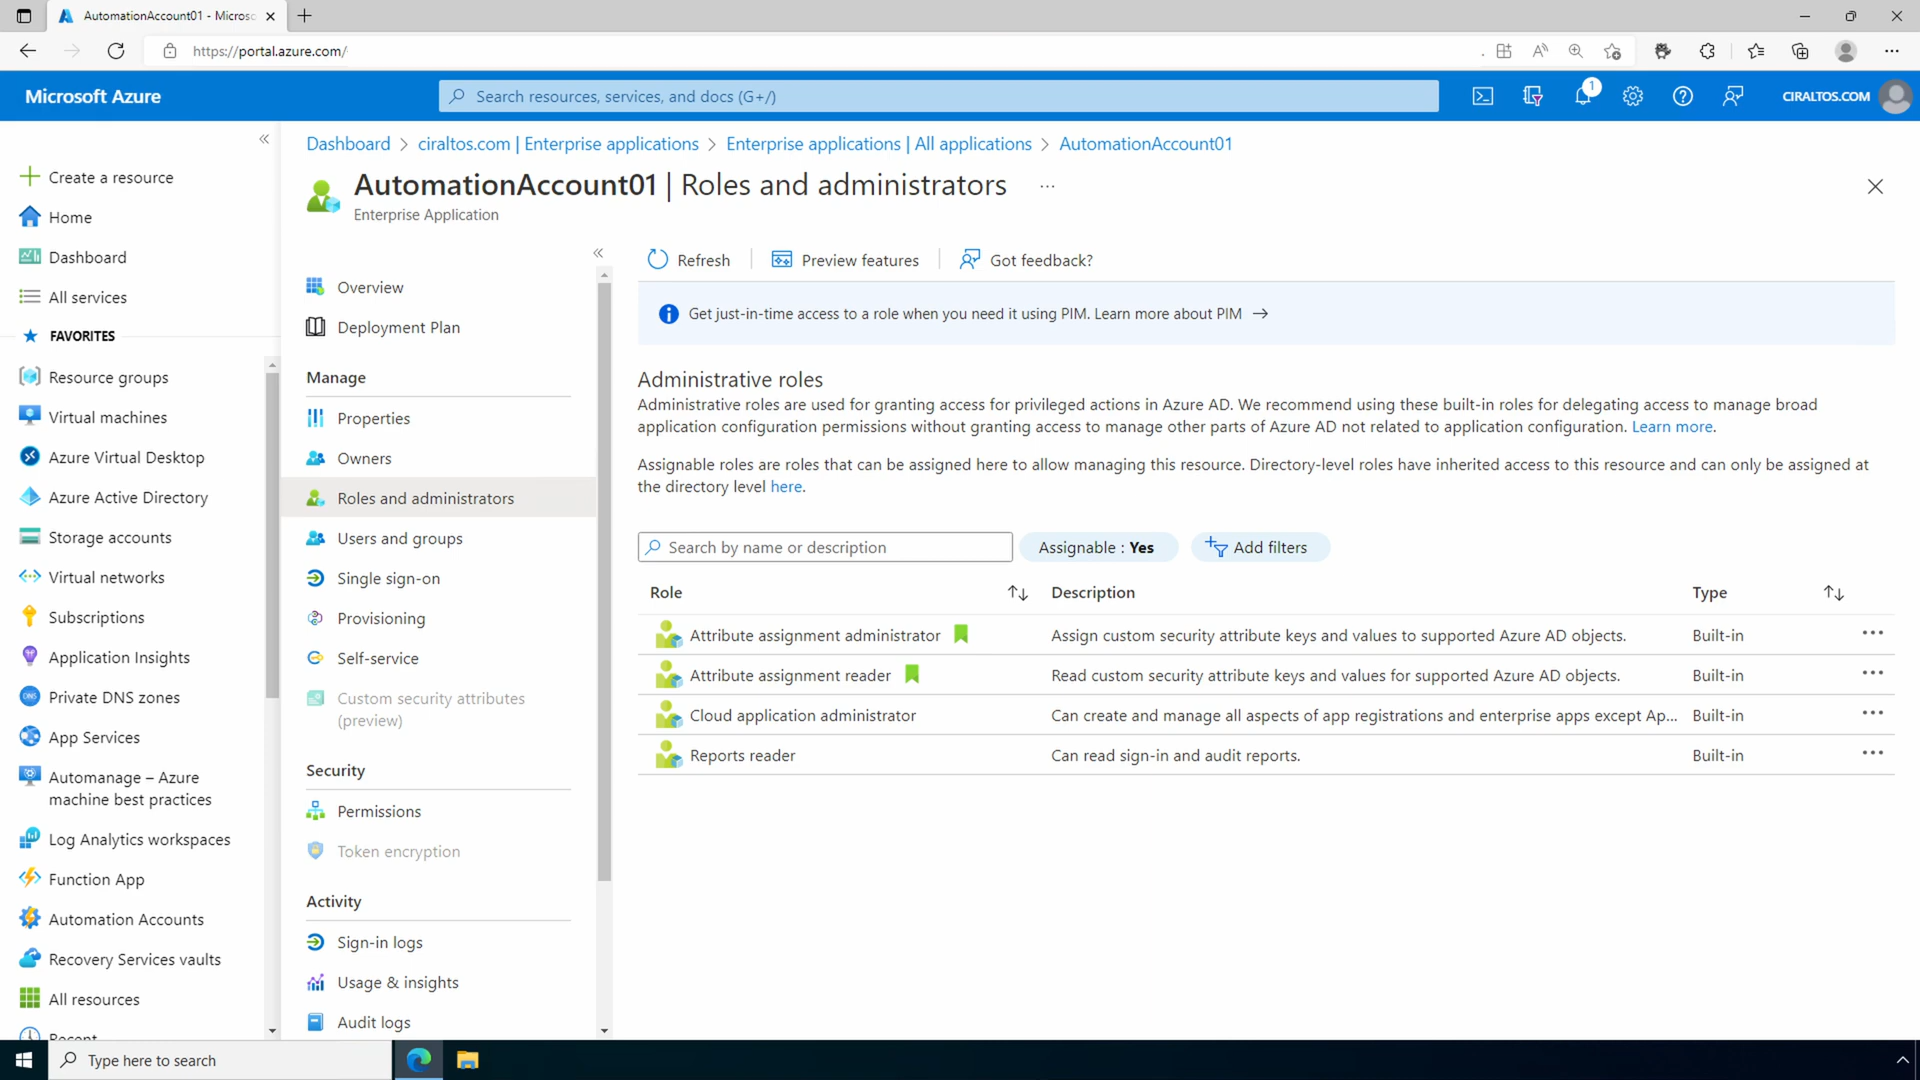 AutomationAccount01 - Microsc
https://portal.azure.com/
Microsoft Azure
Search resources, services, and docs (G+/)
1
CIRALTOS.COM
Create a resource
Home
Dashboard
All services
FAVORITES
Resource groups
Virtual machines
Azure Virtual Desktop
Azure Active Directory
Storage accounts
Virtual networks
Subscriptions
Application Insights
Private DNS zones
App Services
Automanage – Azure
machine best practices
Log Analytics workspaces
Function App
Automation Accounts
Recovery Services vaults
All resources
Recent
Dashboard > ciraltos.com | Enterprise applications > Enterprise applications | All applications > AutomationAccount01
AutomationAccount01 | Roles and administrators ...
Enterprise Application
Overview
Deployment Plan
Manage
Properties
Owners
Roles and administrators
Users and groups
Single sign-on
Provisioning
Self-service
Custom security attributes
(preview)
Security
Permissions
Token encryption
Activity
Sign-in logs
Usage & insights
Audit logs
Refresh
Preview features
Got feedback?
Get just-in-time access to a role when you need it using PIM. Learn more about PIM →
Administrative roles
Administrative roles are used for granting access for privileged actions in Azure AD. We recommend using these built-in roles for delegating access to manage broad
application configuration permissions without granting access to manage other parts of Azure AD not related to application configuration. Learn more.
Assignable roles are roles that can be assigned here to allow managing this resource. Directory-level roles have inherited access to this resource and can only be assigned at
the directory level here.
Search by name or description
Assignable : Yes
Add filters
Role Description Type
Attribute assignment administrator Assign custom security attribute keys and values to supported Azure AD objects. Built-in
Attribute assignment reader Read custom security attribute keys and values for supported Azure AD objects. Built-in
Cloud application administrator Can create and manage all aspects of app registrations and enterprise apps except Ap... Built-in
Reports reader Can read sign-in and audit reports. Built-in
Type here to search